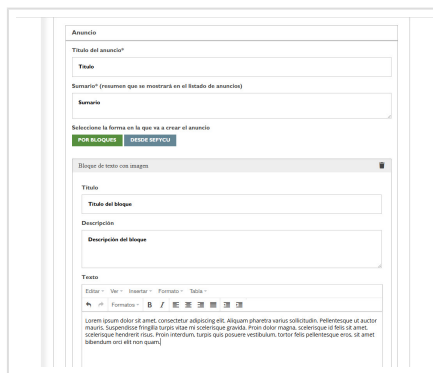 Anuncio
Título del anuncio*
Título
Sumario* (resumen que se mostrará en el listado de anuncios)
Sumario
Seleccione la forma en la que va a crear el anuncio
POR BLOQUES DESDE SEFYCU
Bloque de texto con imagen
Título
Título del bloque
Descripción
Descripción del bloque
Texto
Editar Ver Insertar Formato Tabla
Formatos B I
Lorem ipsum dolor sit amet, consectetur adipiscing elit. Aliquam pharetra varius sollicitudin. Pellentesque ut auctor
mauris. Suspendisse fringilla turpis vitae mi scelerisque gravida. Proin dolor magna, scelerisque id felis sit amet,
scelerisque hendrerit risus. Proin interdum, turpis quis posuere vestibulum, tortor felis pellentesque eros, sit amet
bibendum orci elit non quam.